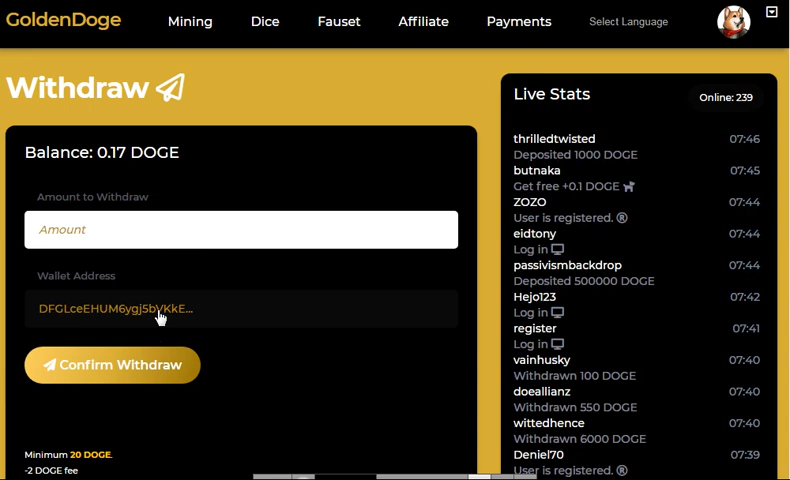 GoldenDoge
Mining
Dice
Fauset
Affiliate
Payments
Select Language
Withdraw
Balance: 0.17 DOGE
Amount to Withdraw
Amount
Wallet Address
DFGLceEHUM6ygj5bVKkE...
Confirm Withdraw
Minimum 20 DOGE.
-2 DOGE fee
Live Stats
Online: 239
thrilledtwisted 07:46
Deposited 1000 DOGE
butnaka 07:45
Get free +0.1 DOGE
ZOZO 07:44
User is registered. ®
eidtony 07:44
Log in
passivismbackdrop 07:44
Deposited 500000 DOGE
Hejo123 07:42
Log in
register 07:41
Log in
vainhusky 07:40
Withdrawn 100 DOGE
doeallianz 07:40
Withdrawn 550 DOGE
wittedhence 07:40
Withdrawn 6000 DOGE
Deniel70 07:39
User is registered. ®